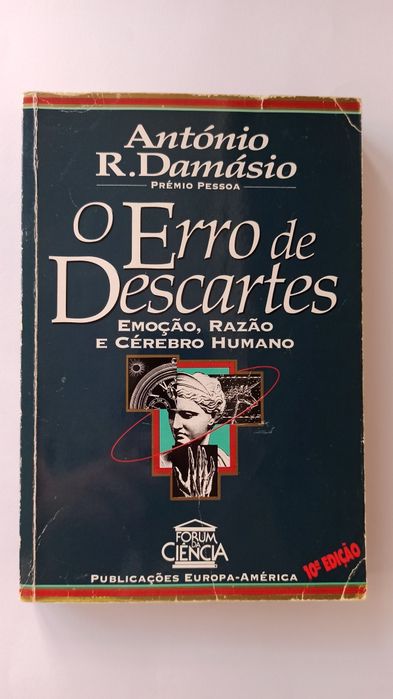 António
R. Damásio
PRÉMIO PESSOA
O Erro de
Descartes
EMOÇÃO, RAZÃO
E CÉREBRO HUMANO
FORUM
DA
CIÊNCIA
PUBLICAÇÕES EUROPA-AMÉRICA
10ª EDIÇÃO